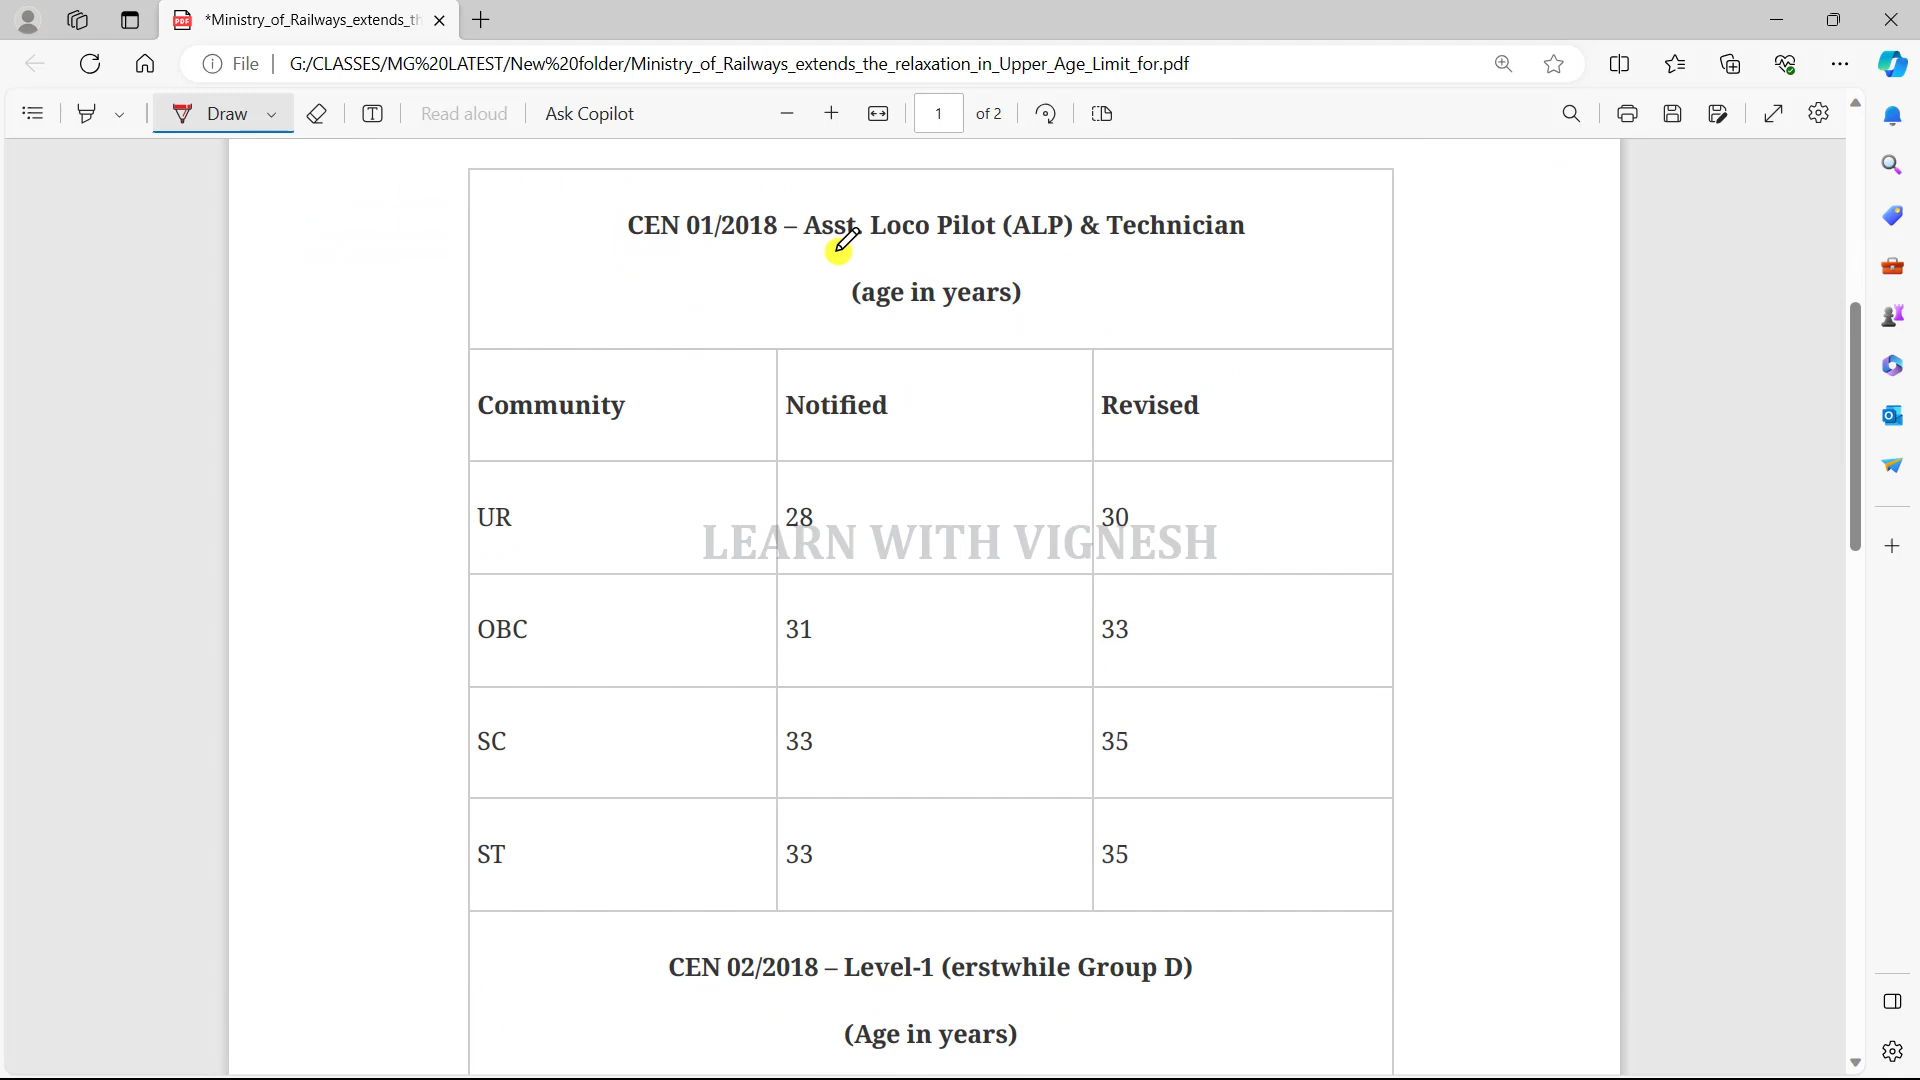 *Ministry_of_Railways_extends_th
File G:/CLASSES/MG%20LATEST/New%20folder/Ministry_of_Railways_extends_the_relaxation_in_Upper_Age_Limit_for.pdf
Draw Read aloud Ask Copilot 1 of 2
CEN 01/2018 – Asst. Loco Pilot (ALP) & Technician
(age in years)
Community Notified Revised
UR 28 30
LEARN WITH VIGNESH
OBC 31 33
SC 33 35
ST 33 35
CEN 02/2018 – Level-1 (erstwhile Group D)
(Age in years)